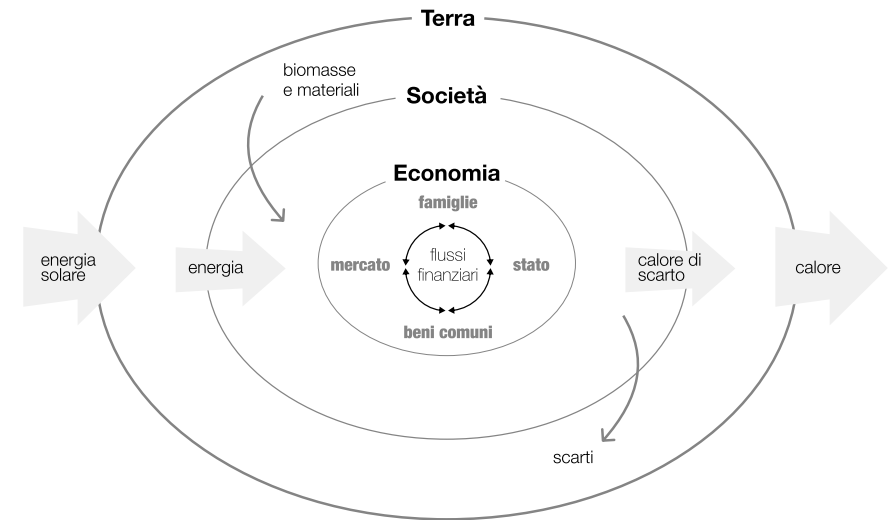 Terra
biomasse
e materiali
Società
Economia
famiglie
energia
solare
energia
mercato
flussi
finanziari
stato
calore di
scarto
calore
beni comuni
scarti